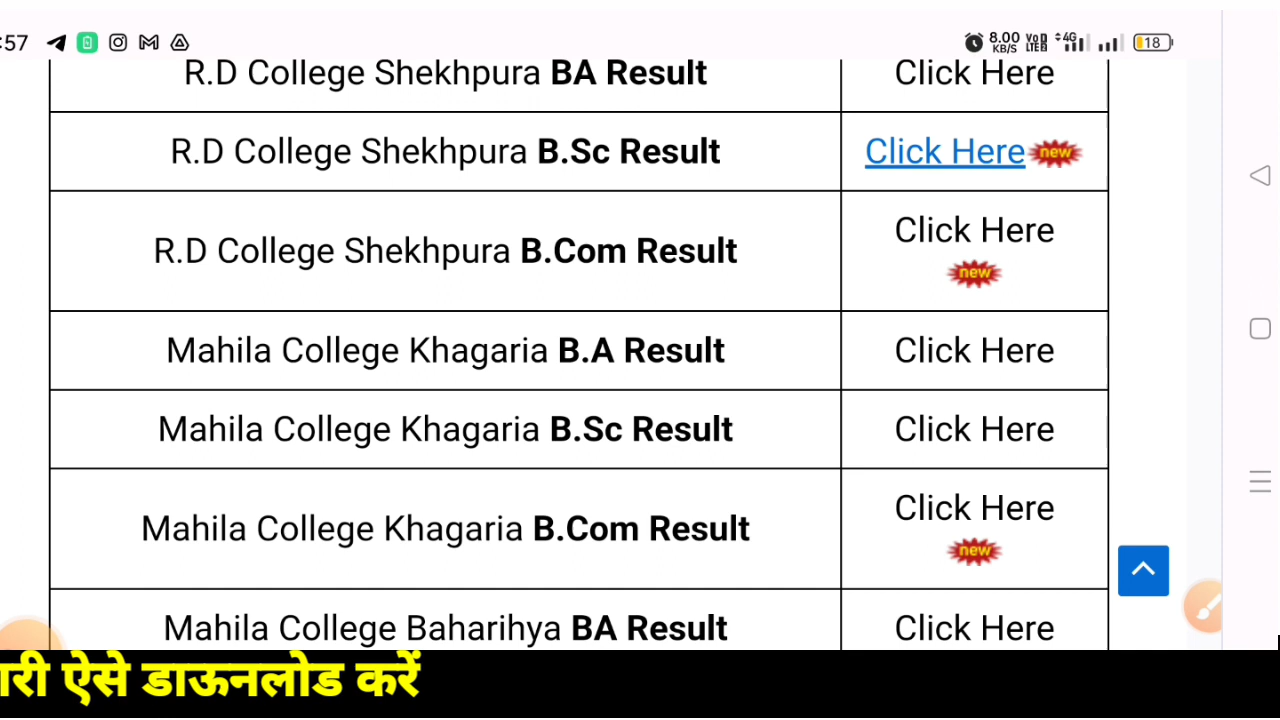 :57 8.00 KB/S Vo LTE 4G 18
R.D College Shekhpura BA Result Click Here
R.D College Shekhpura B.Sc Result Click Here new
R.D College Shekhpura B.Com Result Click Here
new
Mahila College Khagaria B.A Result Click Here
Mahila College Khagaria B.Sc Result Click Here
Mahila College Khagaria B.Com Result Click Here
new
Mahila College Baharihya BA Result Click Here
ारी ऐसे डाऊनलोड करें